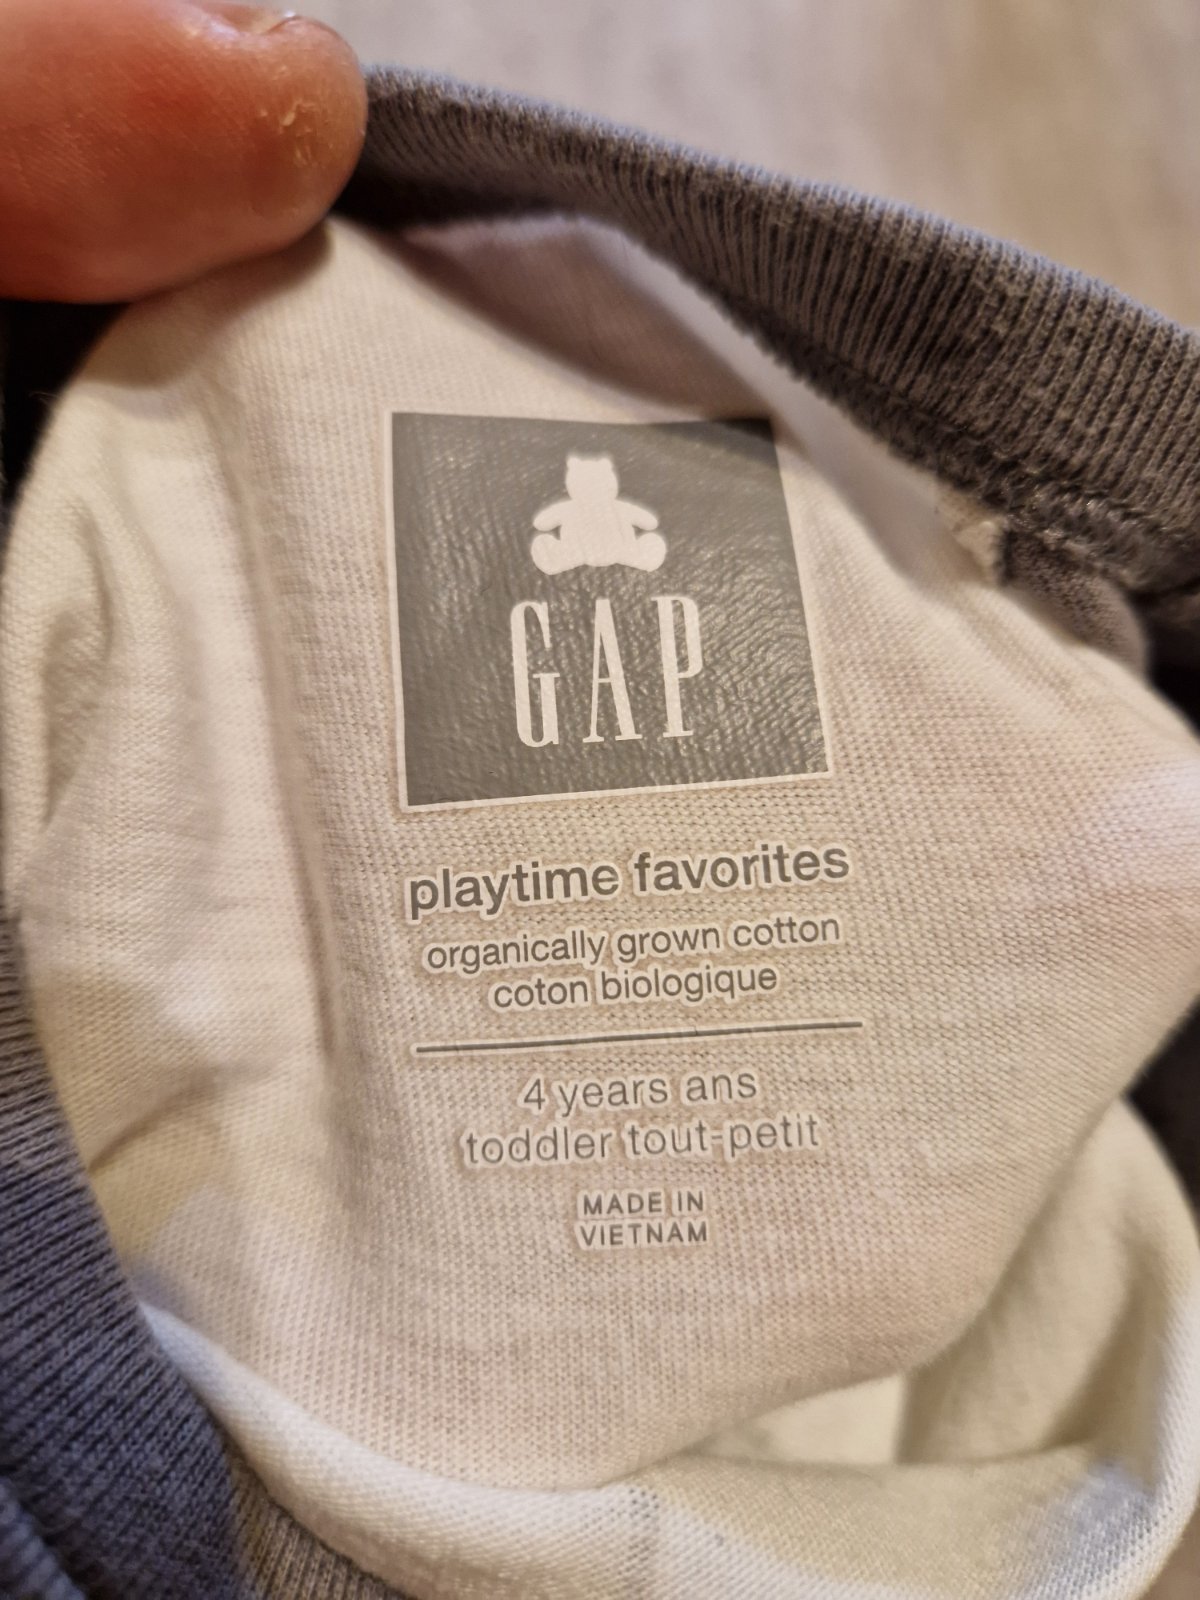 GAP
playtime favorites
organically grown cotton
coton biologique
4 years ans
toddler tout-petit
MADE IN
VIETNAM